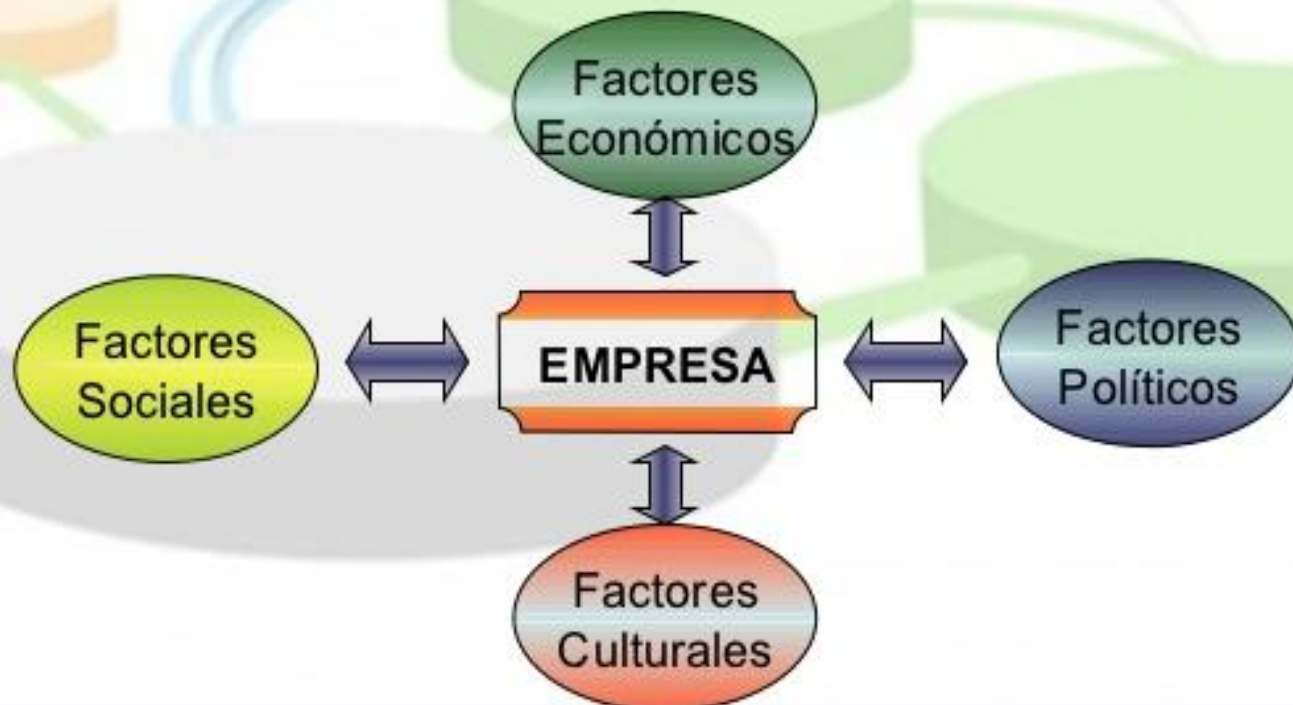 Factores
Económicos
Factores
Sociales
EMPRESA
Factores
Políticos
Factores
Culturales